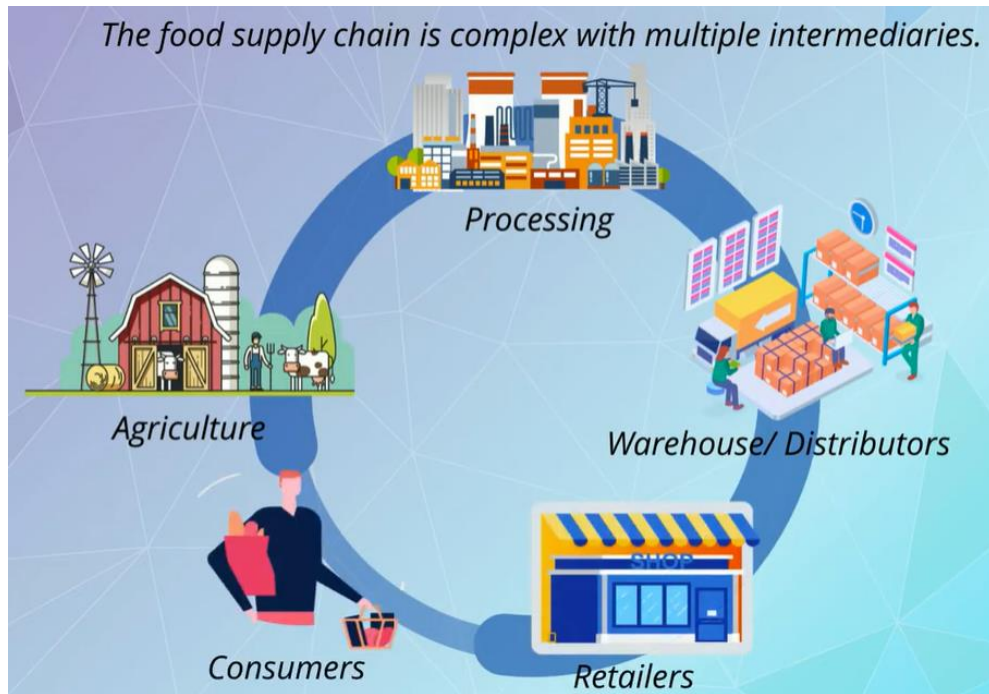 The food supply chain is complex with multiple intermediaries.
Processing
Agriculture
Warehouse/ Distributors
SHOP
Consumers
Retailers